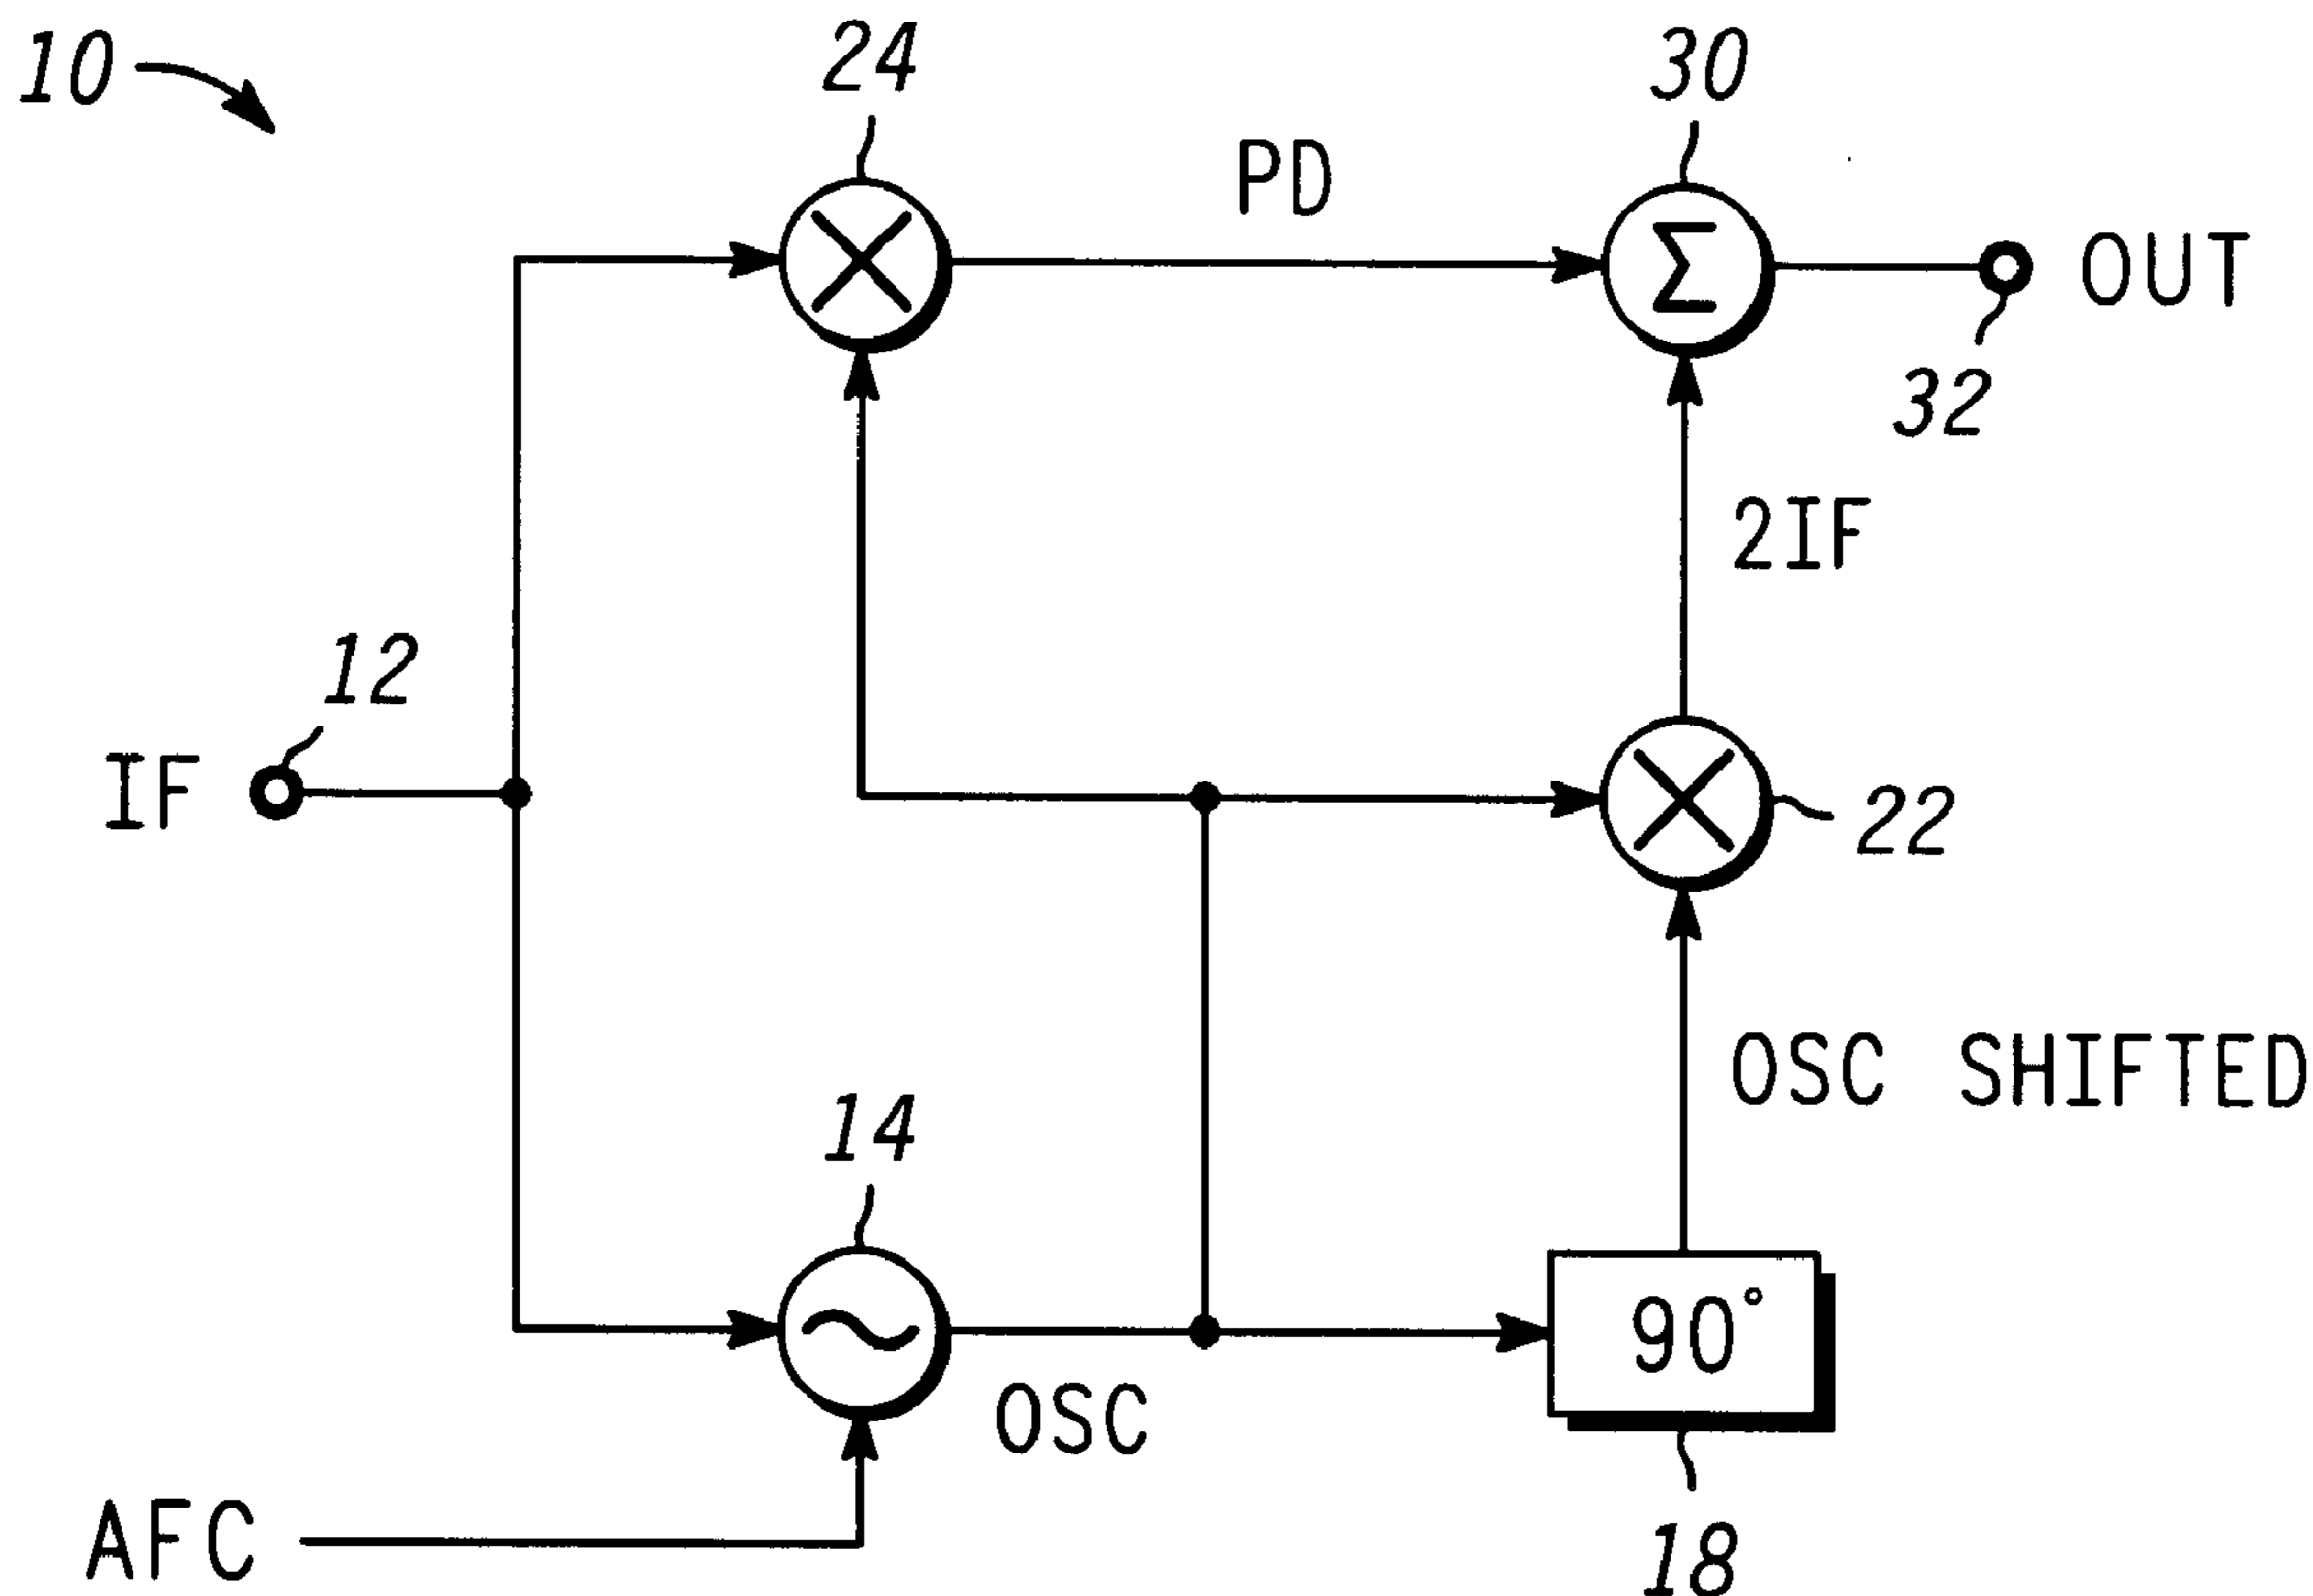 10
24
30
PD
Σ
OUT
32
2IF
12
IF
22
OSC SHIFTED
14
90°
OSC
AFC
18